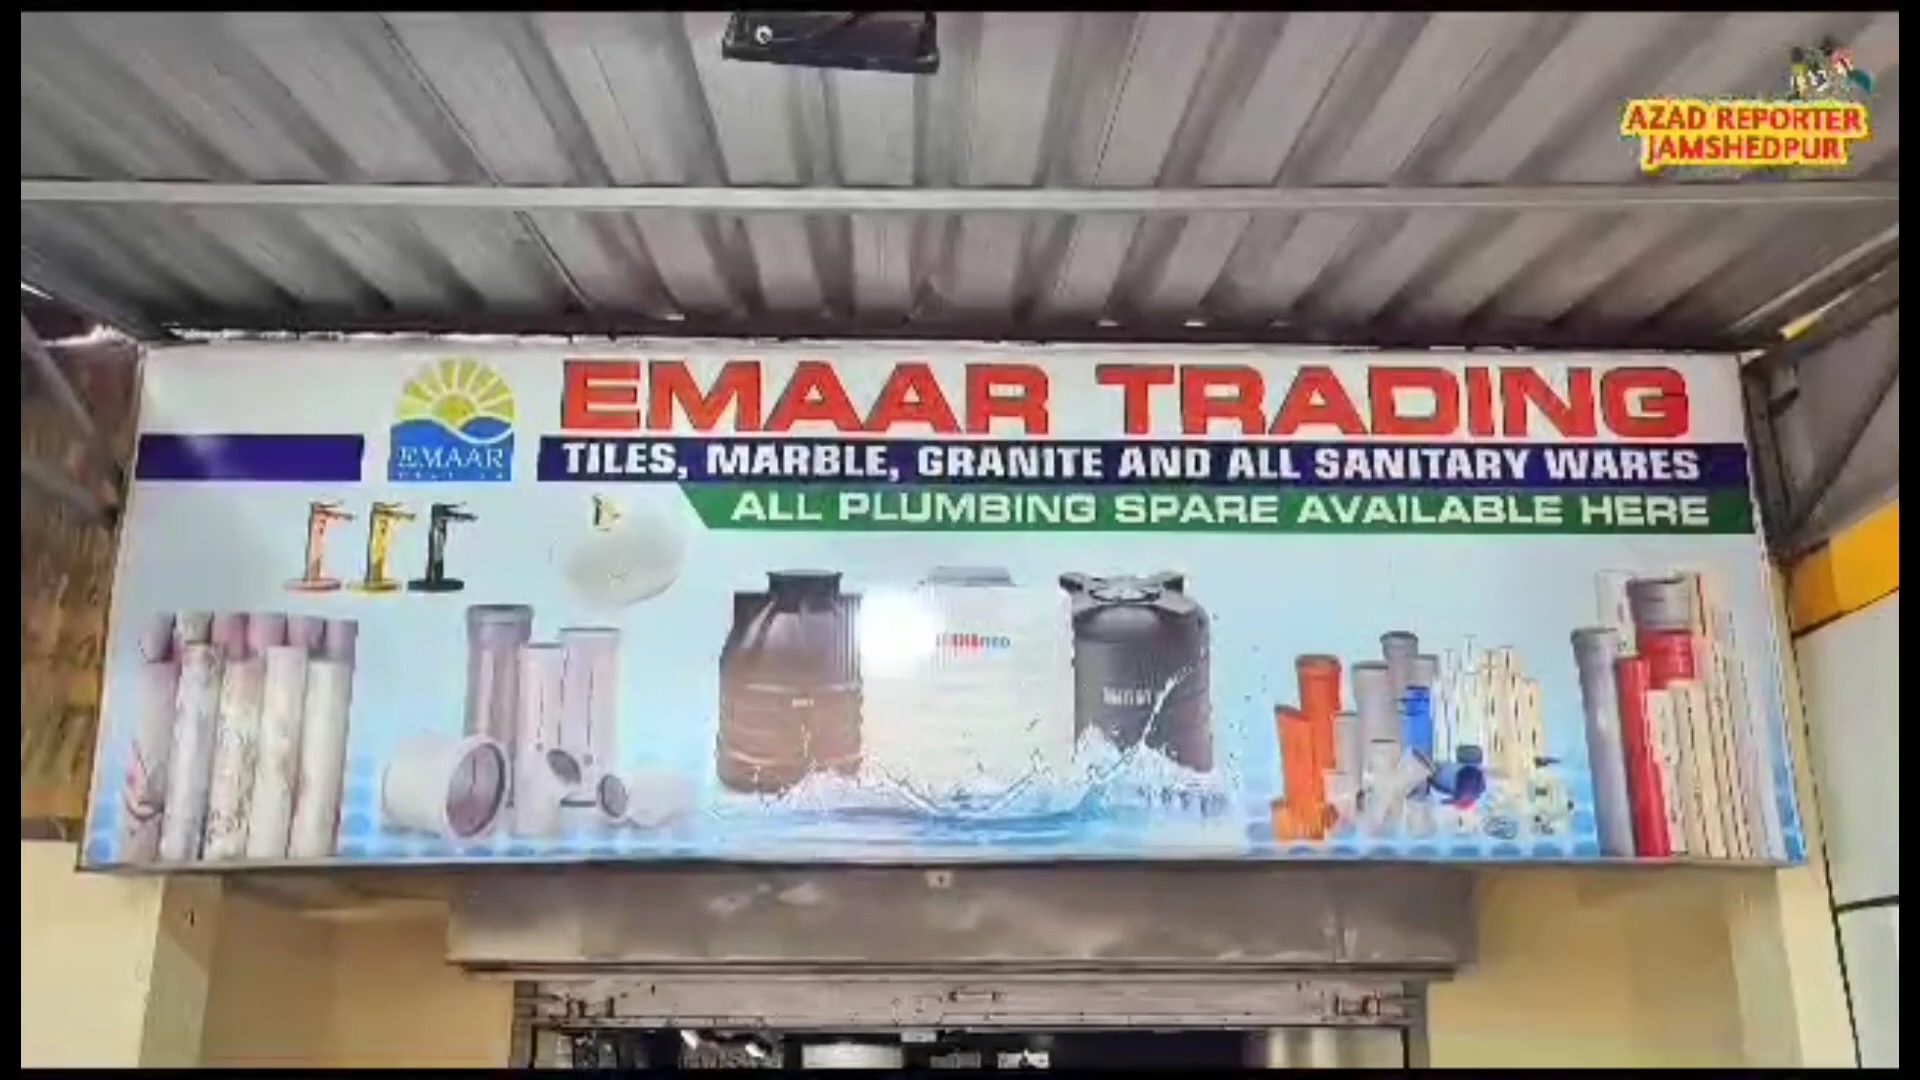 AZAD REPORTER
JAMSHEDPUR
EMAAR TRADING
EMAAR
TILES, MARBLE, GRANITE AND ALL SANITARY WARES
ALL PLUMBING SPARE AVAILABLE HERE